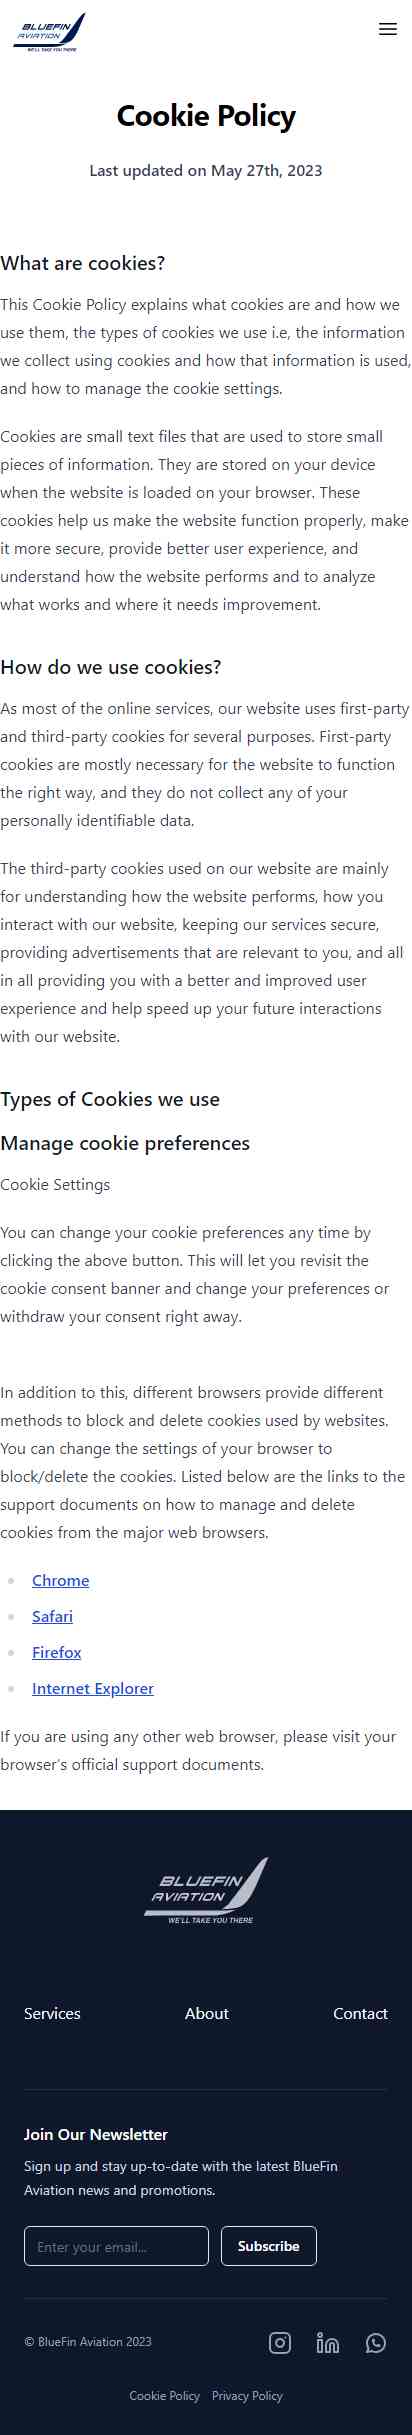 BLUEFIN
AVIATION
WE'LL TAKE YOU THERE
Cookie Policy
Last updated on May 27th, 2023
What are cookies?
This Cookie Policy explains what cookies are and how we
use them, the types of cookies we use i.e, the information
we collect using cookies and how that information is used,
and how to manage the cookie settings.
Cookies are small text files that are used to store small
pieces of information. They are stored on your device
when the website is loaded on your browser. These
cookies help us make the website function properly, make
it more secure, provide better user experience, and
understand how the website performs and to analyze
what works and where it needs improvement.
How do we use cookies?
As most of the online services, our website uses first-party
and third-party cookies for several purposes. First-party
cookies are mostly necessary for the website to function
the right way, and they do not collect any of your
personally identifiable data.
The third-party cookies used on our website are mainly
for understanding how the website performs, how you
interact with our website, keeping our services secure,
providing advertisements that are relevant to you, and all
in all providing you with a better and improved user
experience and help speed up your future interactions
with our website.
Types of Cookies we use
Manage cookie preferences
Cookie Settings
You can change your cookie preferences any time by
clicking the above button. This will let you revisit the
cookie consent banner and change your preferences or
withdraw your consent right away.
In addition to this, different browsers provide different
methods to block and delete cookies used by websites.
You can change the settings of your browser to
block/delete the cookies. Listed below are the links to the
support documents on how to manage and delete
cookies from the major web browsers.
Chrome
Safari
Firefox
Internet Explorer
If you are using any other web browser, please visit your
browser's official support documents.
BLUEFIN
AVIATION
WE'LL TAKE YOU THERE
Services About Contact
Join Our Newsletter
Sign up and stay up-to-date with the latest BlueFin
Aviation news and promotions.
Enter your email... Subscribe
© BlueFin Aviation 2023
Cookie Policy Privacy Policy